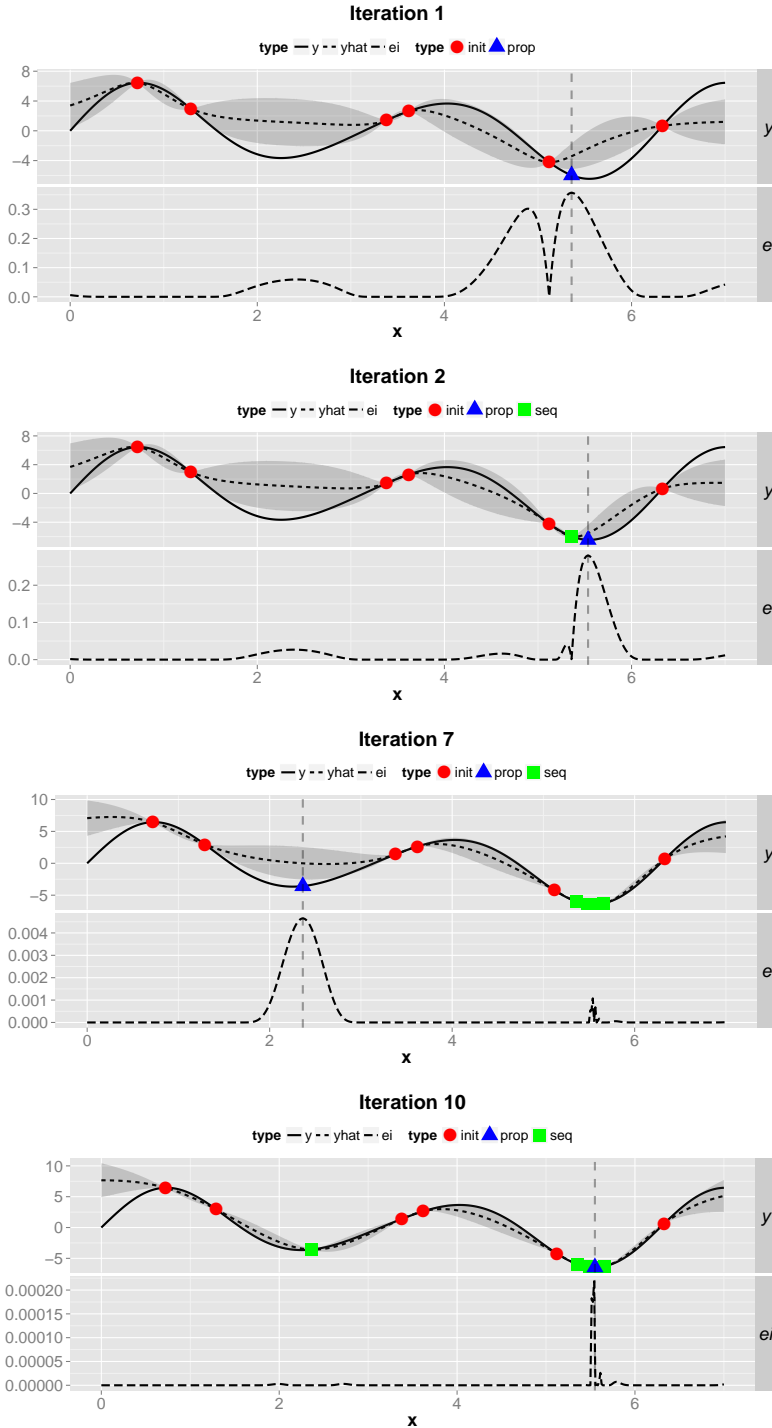 Iteration 1
type y yhat ei type init prop
8
4
0
−4
y
0.3
0.2
0.1
0.0
e
0 2 4 6
x
Iteration 2
type y yhat ei type init prop seq
8
4
0
−4
y
0.2
0.1
0.0
e
0 2 4 6
x
Iteration 7
type y yhat ei type init prop seq
10
5
0
−5
y
0.004
0.003
0.002
0.001
0.000
e
0 2 4 6
x
Iteration 10
type y yhat ei type init prop seq
10
5
0
−5
y
0.00020
0.00015
0.00010
0.00005
0.00000
ei
0 2 4 6
x